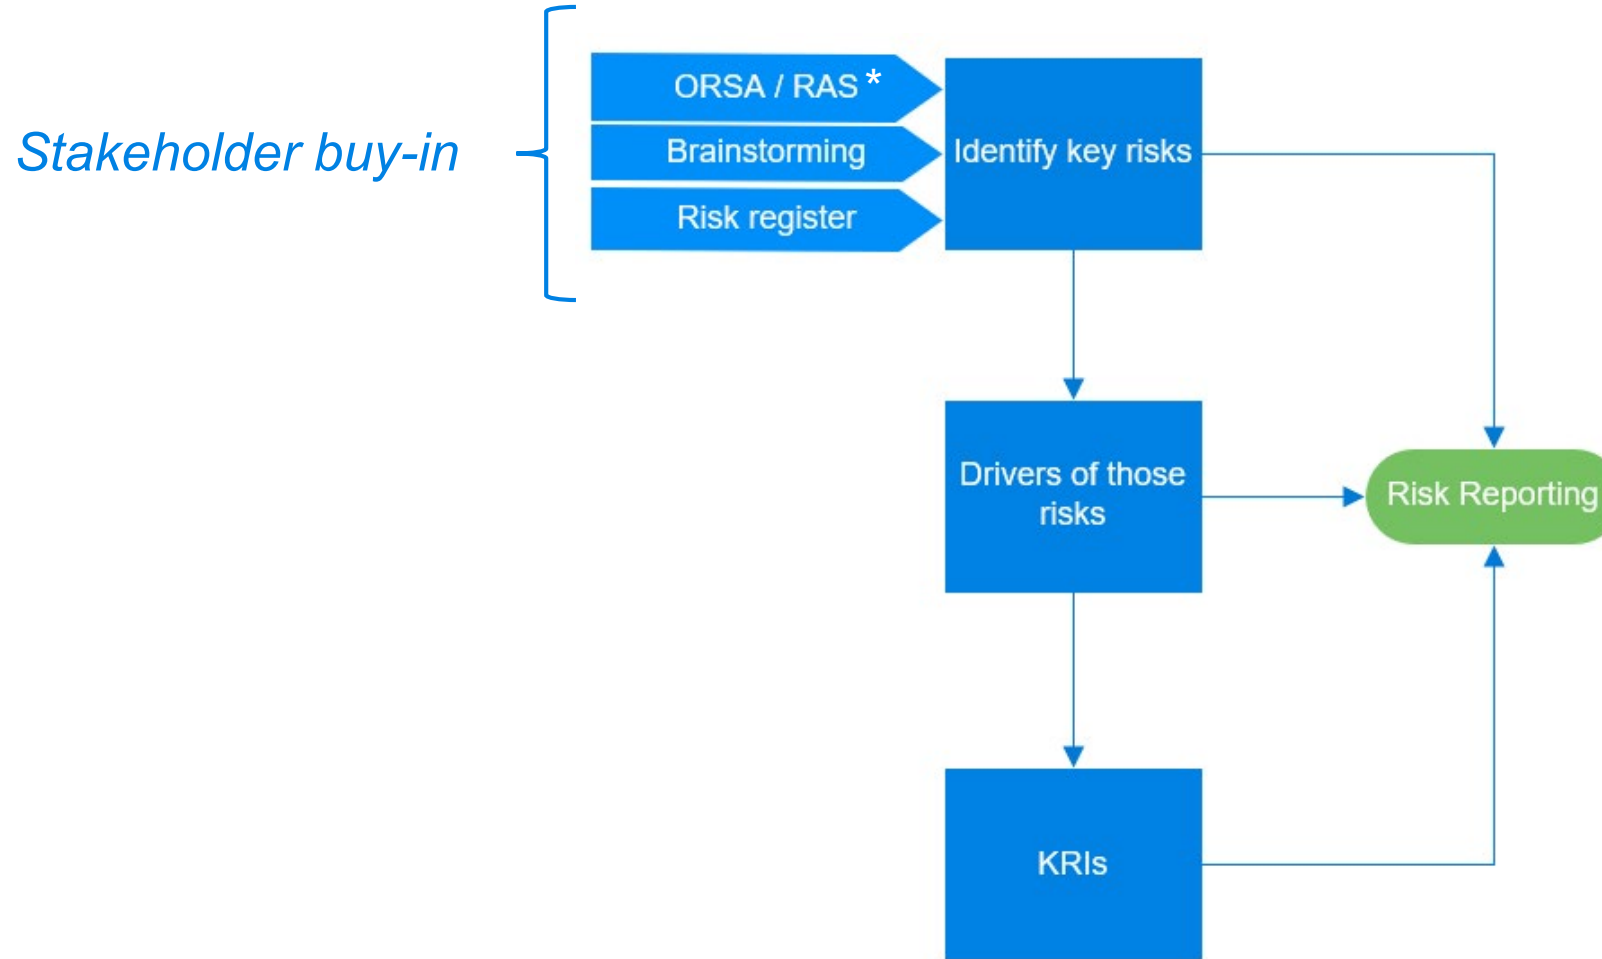 ORSA / RAS *
Stakeholder buy-in
Brainstorming
Identify key risks
Risk register
Drivers of those
risks
Risk Reporting
KRIs